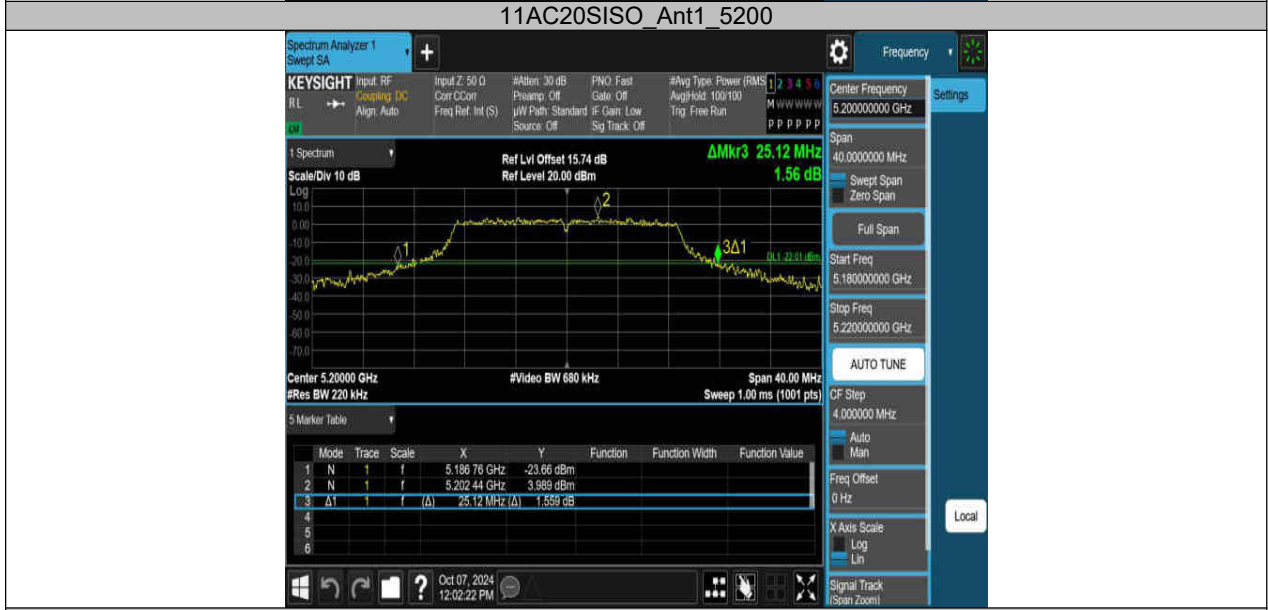 11AC20SISO_Ant1_5200
Spectrum Analyzer 1
Swept SA
+
Frequency
KEYSIGHT Input: RF Input Z: 50 Ω #Atten: 30 dB PNO: Fast #Avg Type: Power (RMS 1 2 3 4 5 6
RL Coupling: DC Corr CCorr Preamp: Off Gate: Off Avg|Hold: 100/100 M W W W W W
Align: Auto Freq Ref: Int (S) µW Path: Standard IF Gain: Low Trig: Free Run
Source: Off Sig Track: Off P P P P P P
Center Frequency
5.200000000 GHz
Settings
1 Spectrum
Ref Lvl Offset 15.74 dB
ΔMkr3 25.12 MHz
Scale/Div 10 dB
Ref Level 20.00 dBm
1.56 dB
Log
10.0
0.00
-10.0
-20.0
-30.0
-40.0
-50.0
-60.0
-70.0
1
2
3Δ1
DL1 -22.01 dBm
Center 5.20000 GHz #Video BW 680 kHz Span 40.00 MHz
#Res BW 220 kHz Sweep 1.00 ms (1001 pts)
Span
40.0000000 MHz
Swept Span
Zero Span
Full Span
Start Freq
5.180000000 GHz
Stop Freq
5.220000000 GHz
AUTO TUNE
CF Step
4.000000 MHz
Auto
Man
Freq Offset
0 Hz
X Axis Scale
Log
Lin
Signal Track
(Span Zoom)
Local
5 Marker Table
Mode Trace Scale X Y Function Function Width Function Value
1 N 1 f 5.186 76 GHz -23.66 dBm
2 N 1 f 5.202 44 GHz 3.989 dBm
3 Δ1 1 f (Δ) 25.12 MHz (Δ) 1.559 dB
4
5
6
? Oct 07, 2024
12:02:22 PM